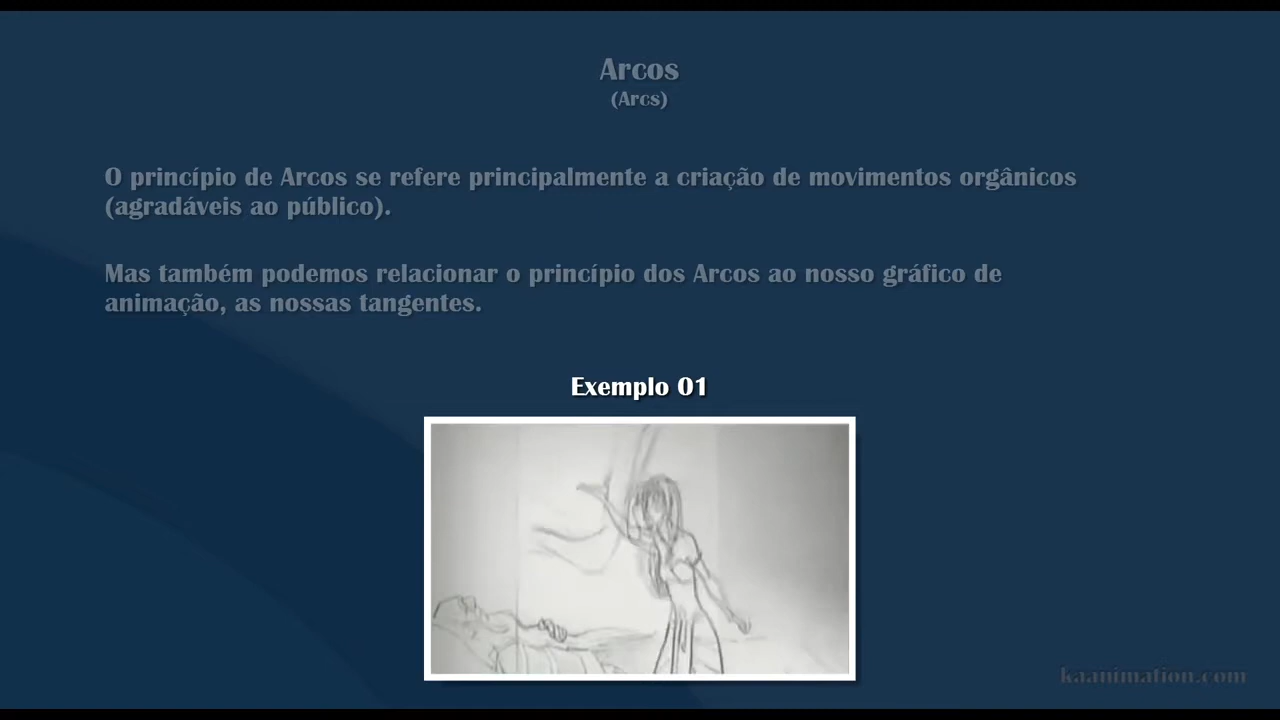 Arcos
(Arcs)
O princípio de Arcos se refere principalmente a criação de movimentos orgânicos
(agradáveis ao público).
Mas também podemos relacionar o princípio dos Arcos ao nosso gráfico de
animação, as nossas tangentes.
Exemplo 01
kaanimation.com